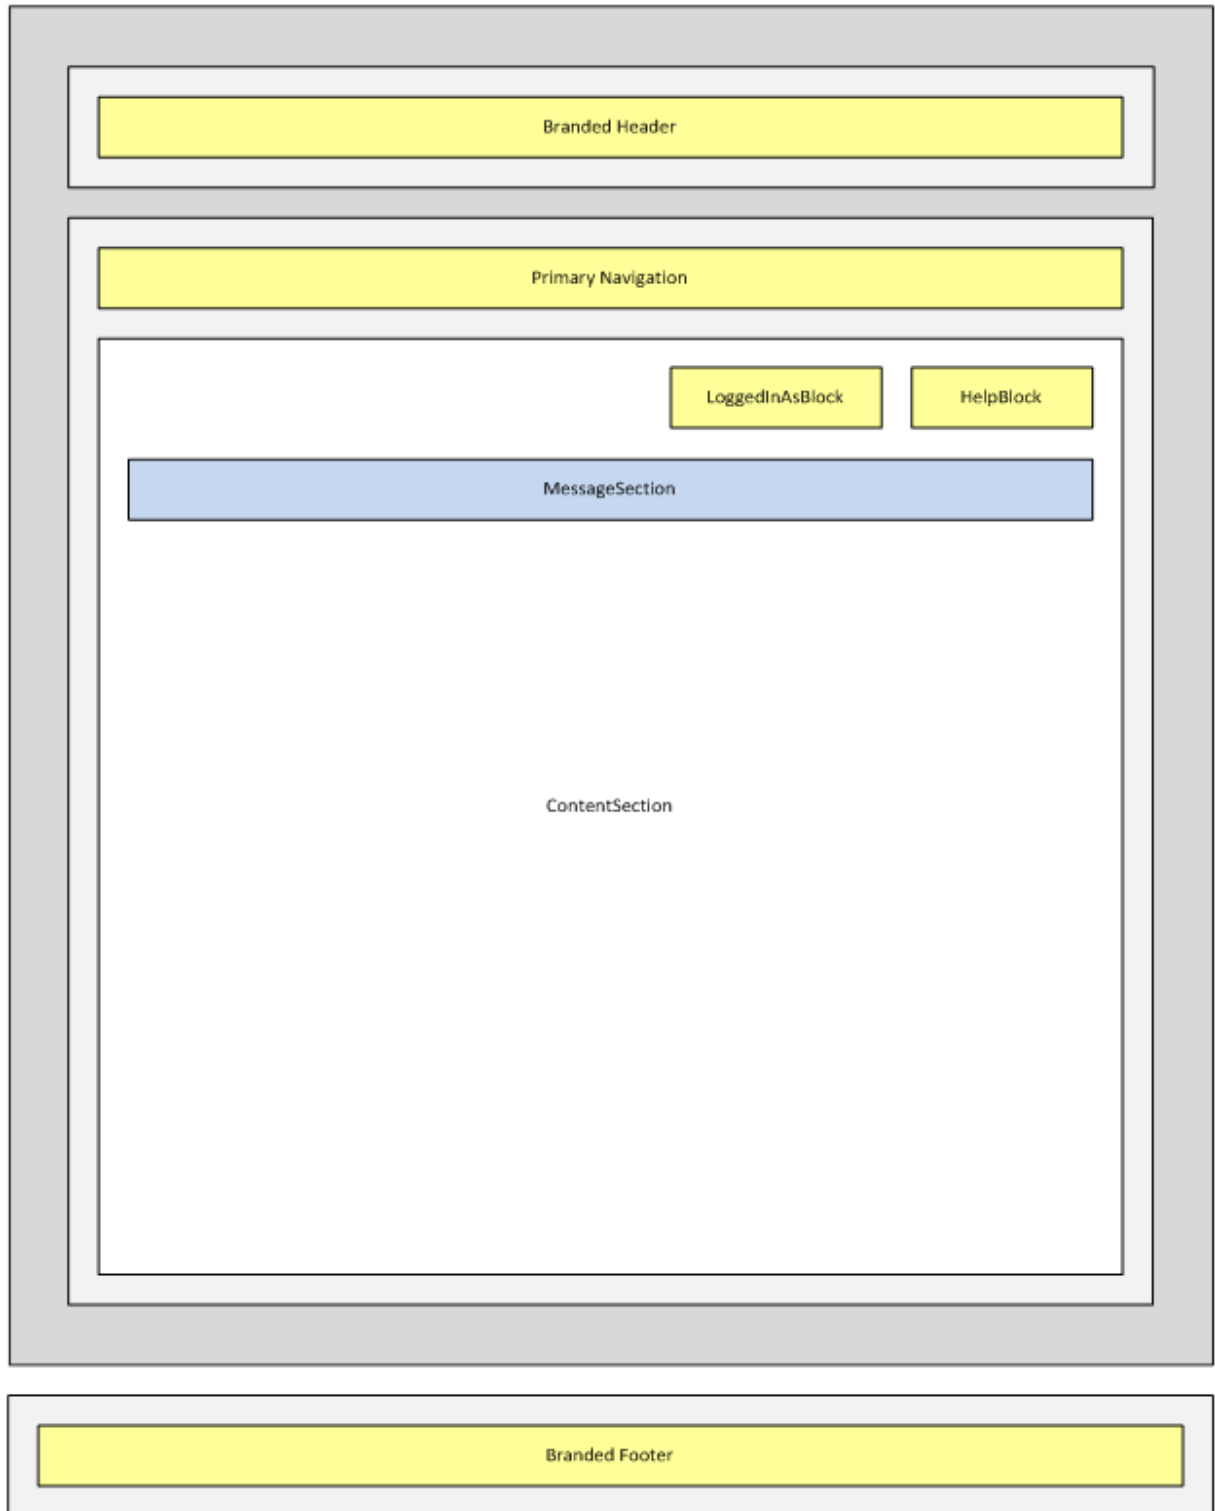 Branded Header
Primary Navigation
LoggedInAsBlock
HelpBlock
MessageSection
ContentSection
Branded Footer